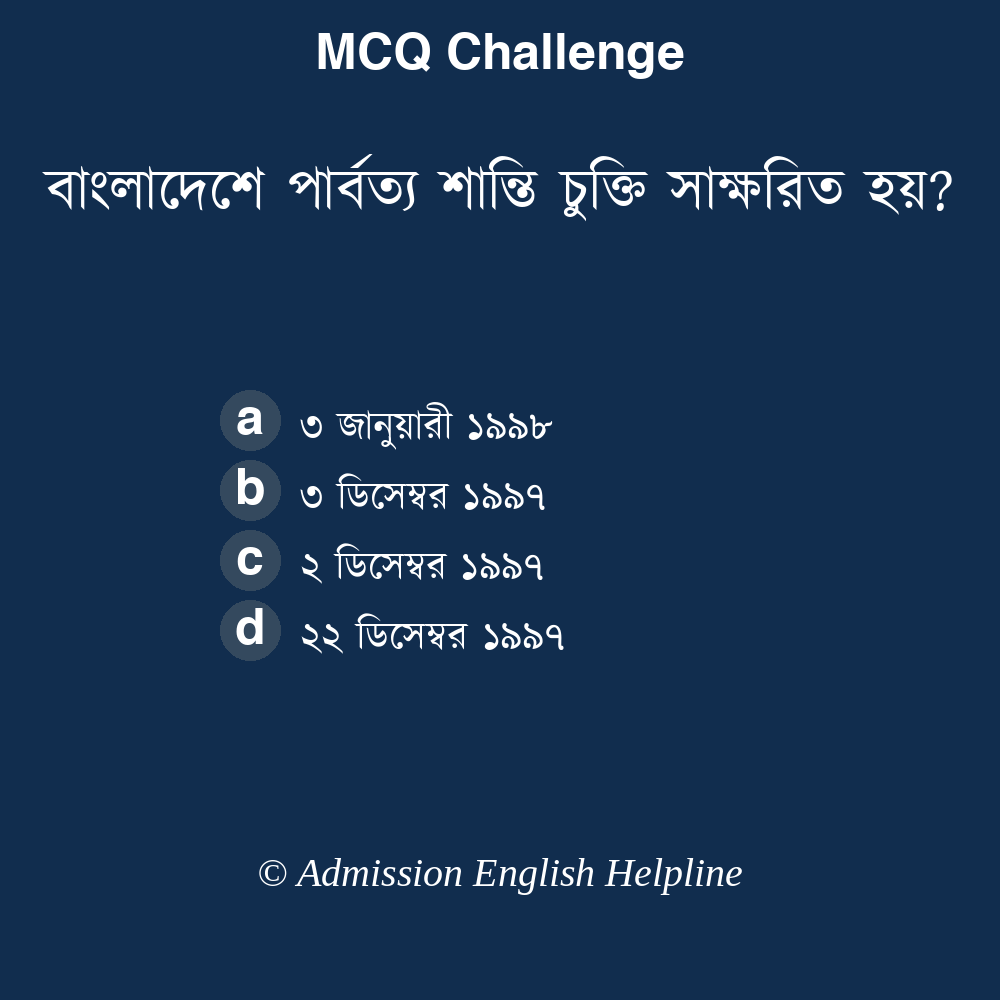 MCQ Challenge
বাংলাদেশে পার্বত্য শান্তি চুক্তি সাক্ষরিত হয়?
a ৩ জানুয়ারী ১৯৯৮
b ৩ ডিসেম্বর ১৯৯৭
c ২ ডিসেম্বর ১৯৯৭
d ২২ ডিসেম্বর ১৯৯৭
© Admission English Helpline